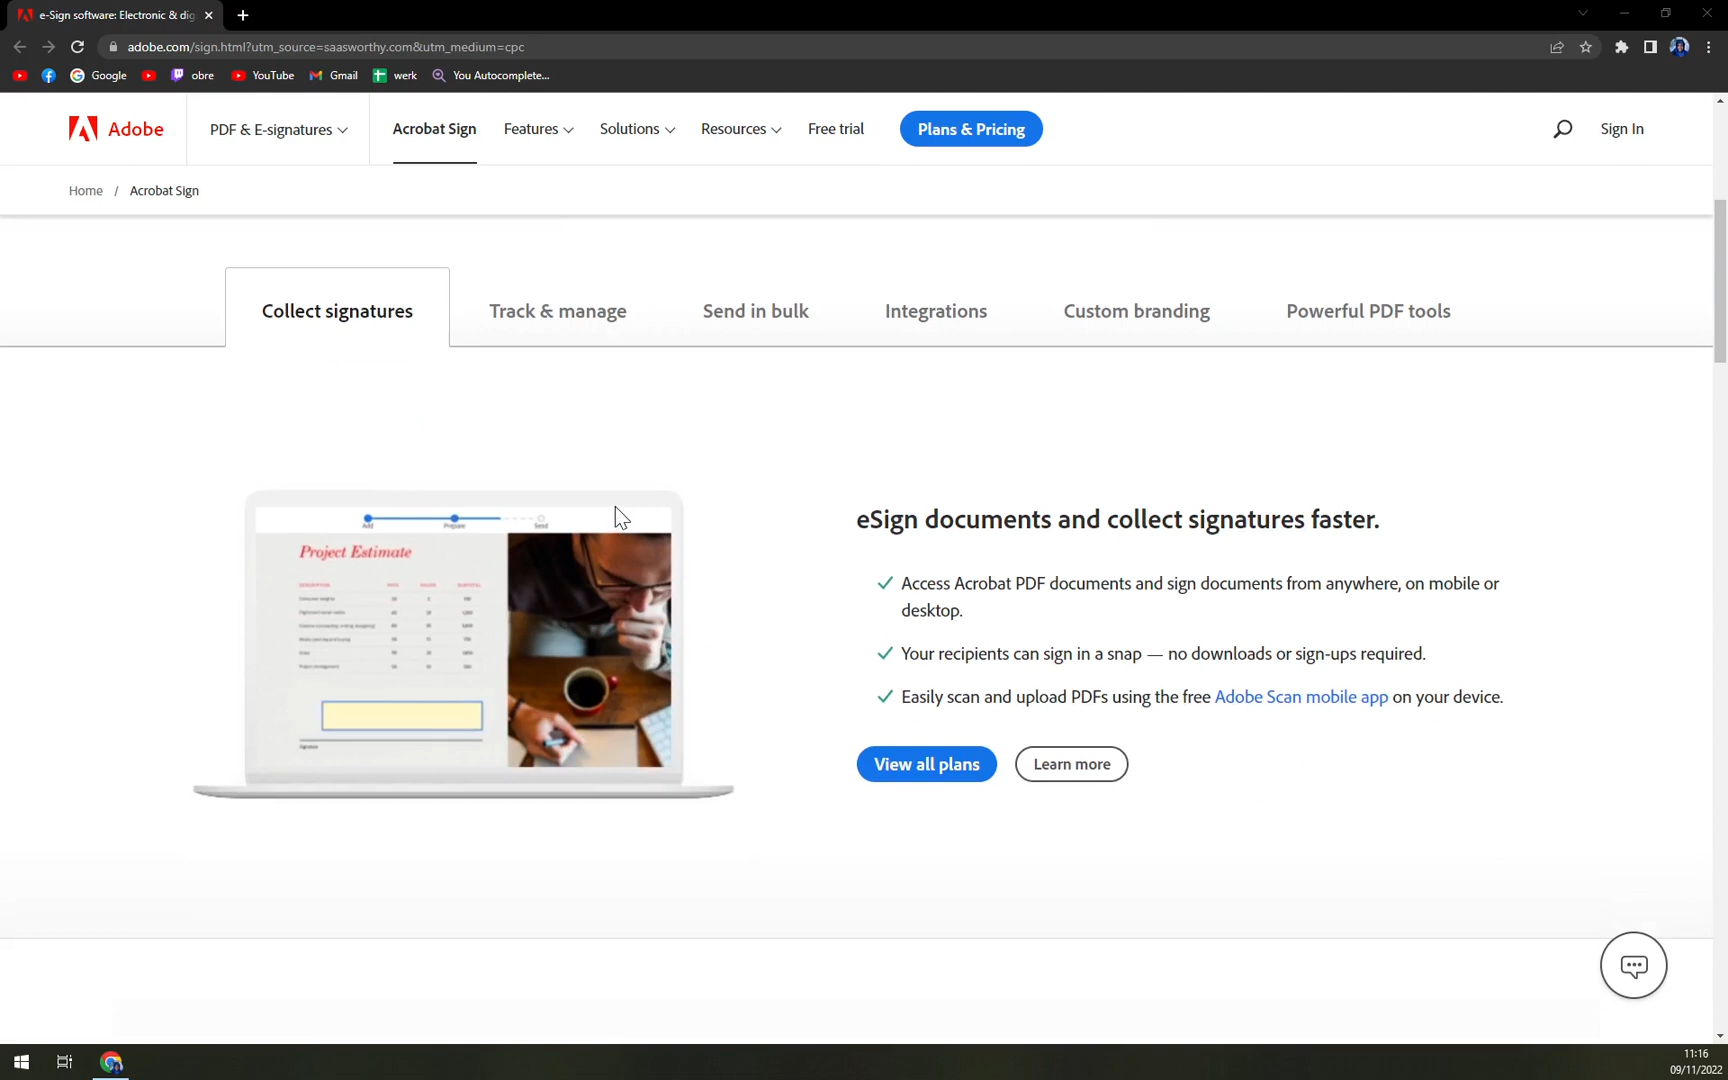 e-Sign software: Electronic & dig
adobe.com/sign.html?utm_source=saasworthy.com&utm_medium=cpc
Google
obre
YouTube
Gmail
werk
You Autocomplete...
Adobe
PDF & E-signatures
Acrobat Sign
Features
Solutions
Resources
Free trial
Plans & Pricing
Sign In
Home / Acrobat Sign
Collect signatures
Track & manage
Send in bulk
Integrations
Custom branding
Powerful PDF tools
Add
Prepare
Send
Project Estimate
DESCRIPTION
Signature
eSign documents and collect signatures faster.
Access Acrobat PDF documents and sign documents from anywhere, on mobile or
desktop.
Your recipients can sign in a snap — no downloads or sign-ups required.
Easily scan and upload PDFs using the free Adobe Scan mobile app on your device.
View all plans
Learn more
11:16
09/11/2022